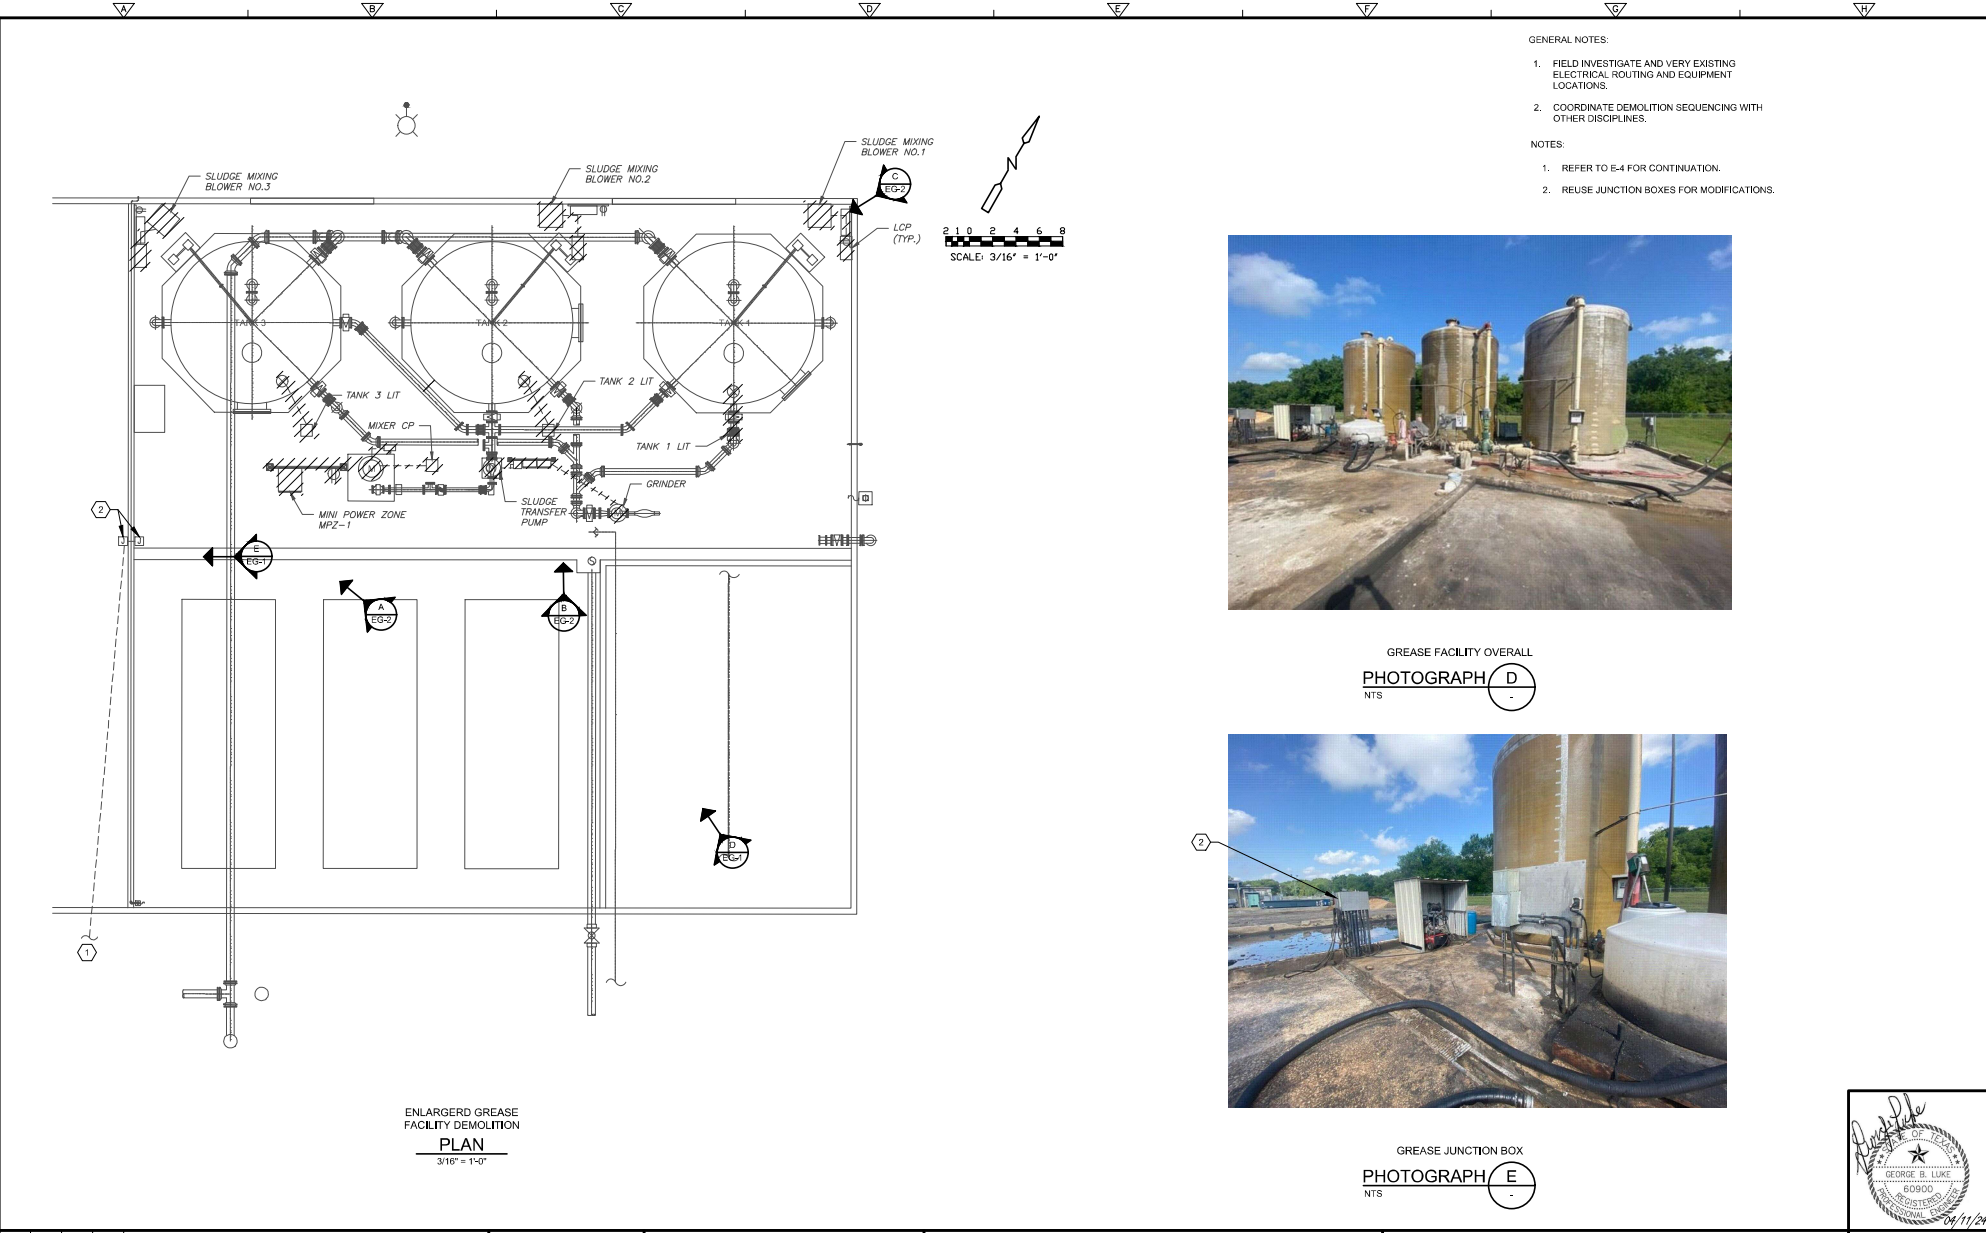 A
B
C
D
E
F
G
H
GENERAL NOTES:
1. FIELD INVESTIGATE AND VERY EXISTING
ELECTRICAL ROUTING AND EQUIPMENT
LOCATIONS.
2. COORDINATE DEMOLITION SEQUENCING WITH
OTHER DISCIPLINES.
NOTES:
1. REFER TO E-4 FOR CONTINUATION.
2. REUSE JUNCTION BOXES FOR MODIFICATIONS.
SLUDGE MIXING
BLOWER NO.3
SLUDGE MIXING
BLOWER NO.2
SLUDGE MIXING
BLOWER NO.1
C
EG-2
LCP
(TYP.)
N
2 1 0 2 4 6 8
SCALE: 3/16" = 1'-0"
TANK 3
TANK 2
TANK 1
TANK 3 LIT
TANK 2 LIT
MIXER CP
TANK 1 LIT
M
GRINDER
SLUDGE
TRANSFER
PUMP
MINI POWER ZONE
MPZ-1
2
J
J
E
EG-1
A
EG-2
B
EG-2
D
EG-1
1
ENLARGERD GREASE
FACILITY DEMOLITION
PLAN
3/16" = 1'-0"
GREASE FACILITY OVERALL
PHOTOGRAPH D
NTS -
2
GREASE JUNCTION BOX
PHOTOGRAPH E
NTS -
STATE OF TEXAS
GEORGE B. LUKE
60900
REGISTERED
PROFESSIONAL ENGINEER
04/11/24